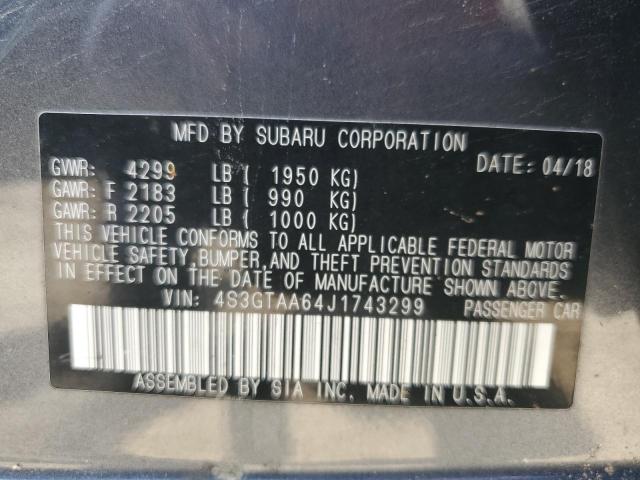 MFD BY SUBARU CORPORATION
GVWR: 4299 LB ( 1950 KG) DATE: 04/18
GAWR: F 2183 LB ( 990 KG)
GAWR: R 2205 LB ( 1000 KG)
THIS VEHICLE CONFORMS TO ALL APPLICABLE FEDERAL MOTOR
VEHICLE SAFETY, BUMPER, AND THEFT PREVENTION STANDARDS
IN EFFECT ON THE DATE OF MANUFACTURE SHOWN ABOVE.
VIN: 4S3GTAA64J1743299 PASSENGER CAR
ASSEMBLED BY SIA INC. MADE IN U.S.A.